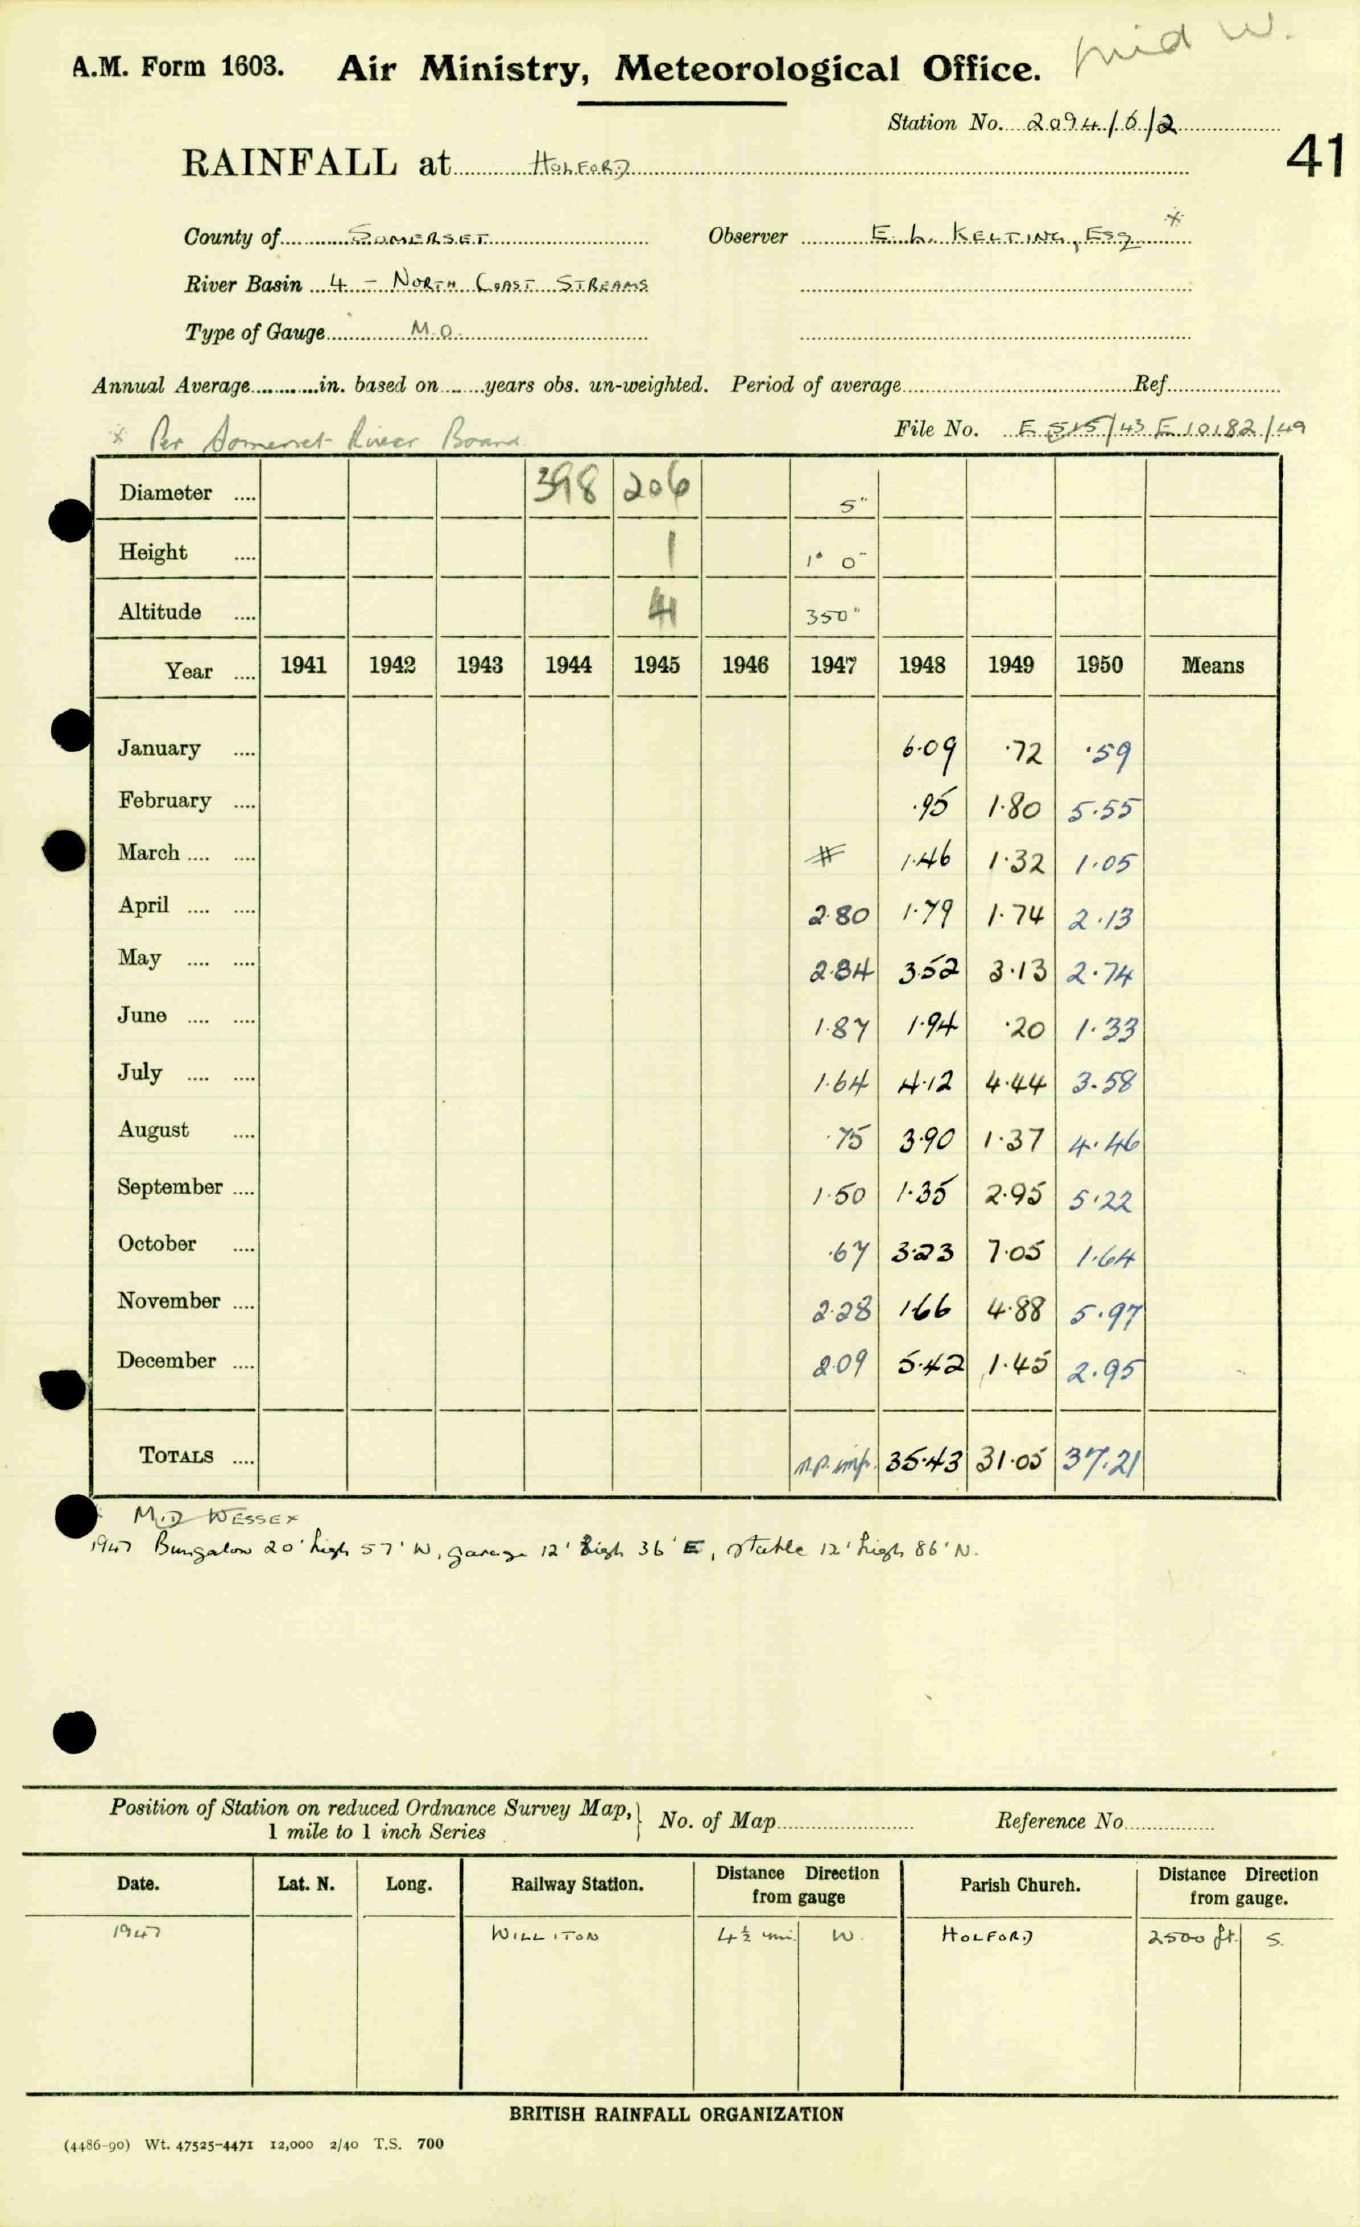 mid W.
A.M. Form 1603. Air Ministry, Meteorological Office.
Station No. 2094/6/2
41
RAINFALL at HOLFORD
County of SOMERSET Observer E. L. KELTING, ESQ *
River Basin 4 - NORTH COAST STREAMS
Type of Gauge M.O.
Annual Average in. based on years obs. un-weighted. Period of average Ref
* Per Somerset River Board File No. E 515/43 E 10182/49
Diameter .... 398 206 5"
Height .... 1 1' 0"
Altitude .... 41 350'
Year .... 1941 1942 1943 1944 1945 1946 1947 1948 1949 1950 Means
January .... 6.09 .72 .59
February .... .95 1.80 5.55
March .... .... 1.46 1.32 1.05
April .... .... 2.80 1.79 1.74 2.13
May .... .... 2.84 3.52 3.13 2.74
June .... .... 1.87 1.94 .20 1.33
July .... .... 1.64 4.12 4.44 3.58
August .... .75 3.90 1.37 4.46
September .... 1.50 1.35 2.95 5.22
October .... .67 3.23 7.05 1.64
November .... 2.28 1.66 4.88 5.97
December .... 2.09 5.42 1.45 2.95
TOTALS .... 35.43 31.05 37.21
MID WESSEX
1947 Bungalow 20' high 57' W, garage 12' high 36' E, stable 12' high 86' N.
Position of Station on reduced Ordnance Survey Map, 1 mile to 1 inch Series } No. of Map Reference No.
Date. Lat. N. Long. Railway Station. Distance Direction from gauge Parish Church. Distance Direction from gauge.
1947 WILLITON 4½ mi. W. HOLFORD 2500 ft. S.
BRITISH RAINFALL ORGANIZATION
(4486-90) Wt. 47525-4471 12,000 2/40 T.S. 700